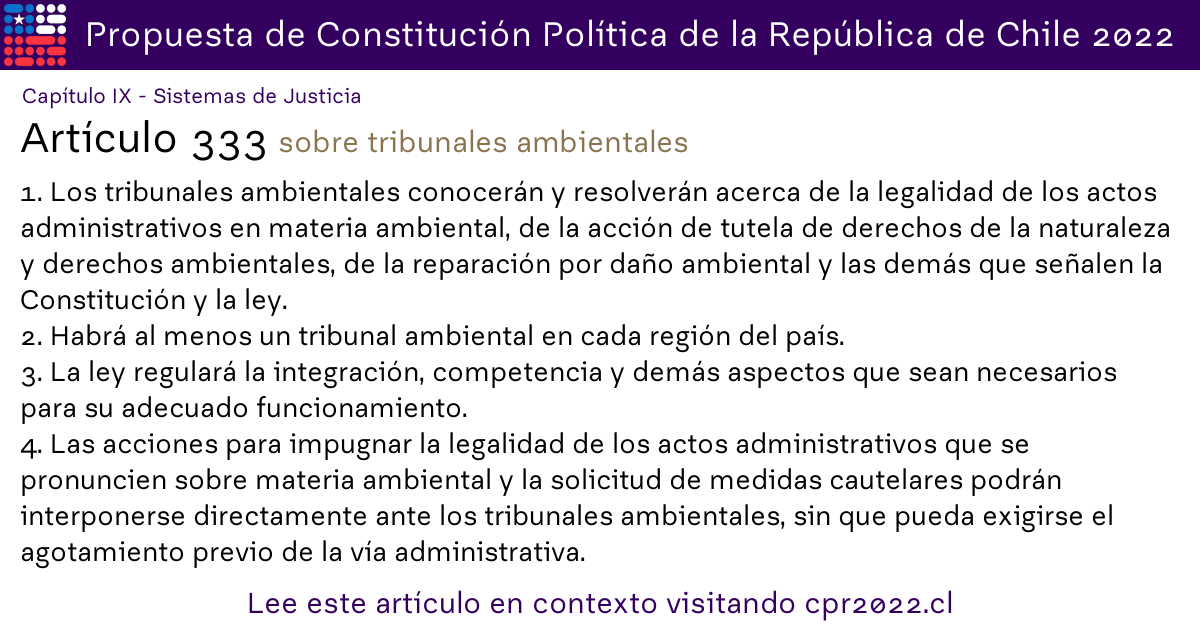 Propuesta de Constitución Política de la República de Chile 2022
Capítulo IX - Sistemas de Justicia
Artículo 333 sobre tribunales ambientales
1. Los tribunales ambientales conocerán y resolverán acerca de la legalidad de los actos
administrativos en materia ambiental, de la acción de tutela de derechos de la naturaleza
y derechos ambientales, de la reparación por daño ambiental y las demás que señalen la
Constitución y la ley.
2. Habrá al menos un tribunal ambiental en cada región del país.
3. La ley regulará la integración, competencia y demás aspectos que sean necesarios
para su adecuado funcionamiento.
4. Las acciones para impugnar la legalidad de los actos administrativos que se
pronuncien sobre materia ambiental y la solicitud de medidas cautelares podrán
interponerse directamente ante los tribunales ambientales, sin que pueda exigirse el
agotamiento previo de la vía administrativa.
Lee este artículo en contexto visitando cpr2022.cl